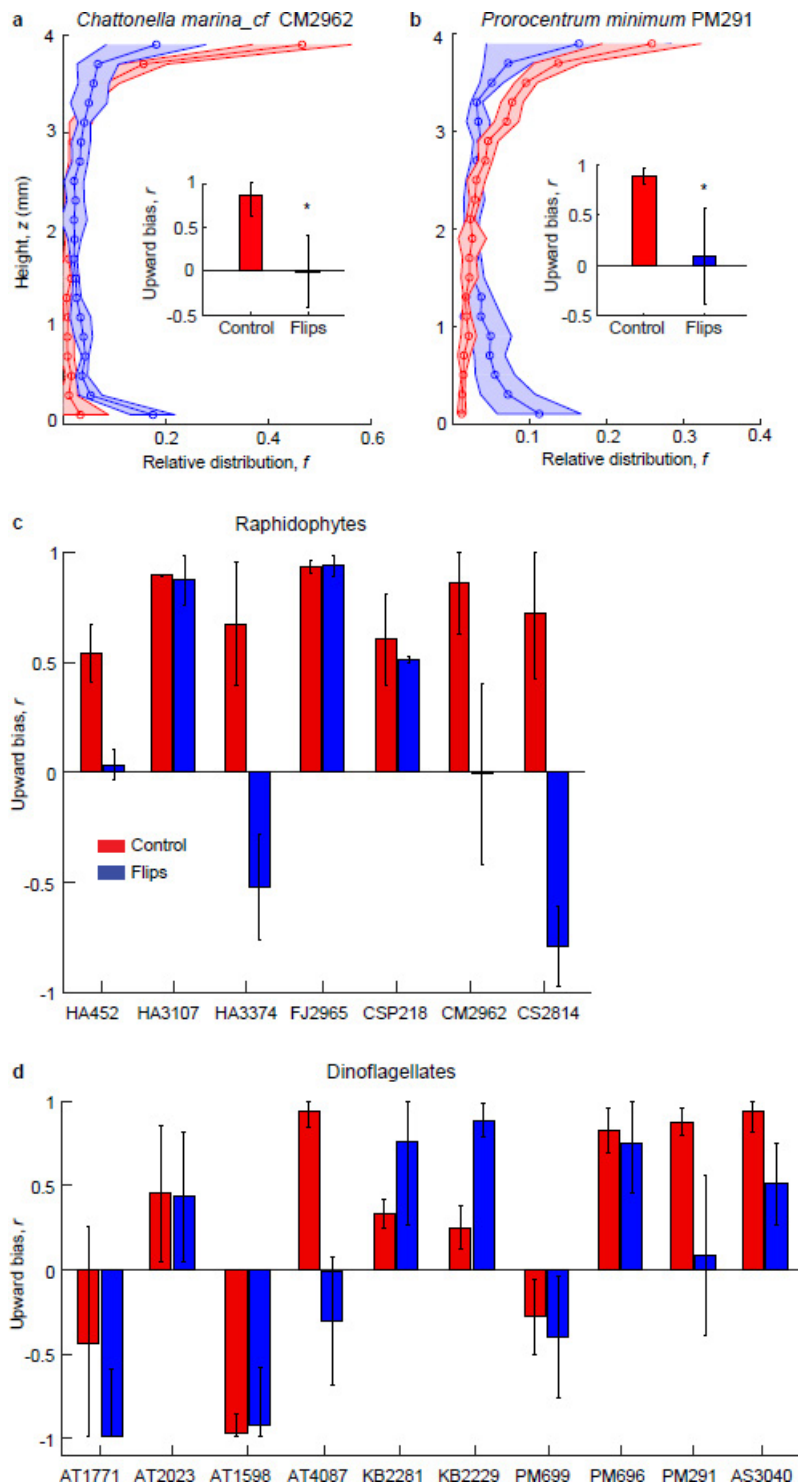 a Chattonella marina_cf CM2962
Height, z (mm)
4
3
2
1
0
0.2 0.4 0.6
Relative distribution, f
Upward bias, r
1
0.5
0
-0.5
*
Control Flips
b Prorocentrum minimum PM291
4
3
2
1
0
0.1 0.2 0.3 0.4
Relative distribution, f
Upward bias, r
1
0.5
0
-0.5
*
Control Flips
c Raphidophytes
Upward bias, r
1
0.5
0
-0.5
-1
Control
Flips
HA452 HA3107 HA3374 FJ2965 CSP218 CM2962 CS2814
d Dinoflagellates
Upward bias, r
1
0.5
0
-0.5
-1
AT1771 AT2023 AT1598 AT4087 KB2281 KB2229 PM699 PM696 PM291 AS3040